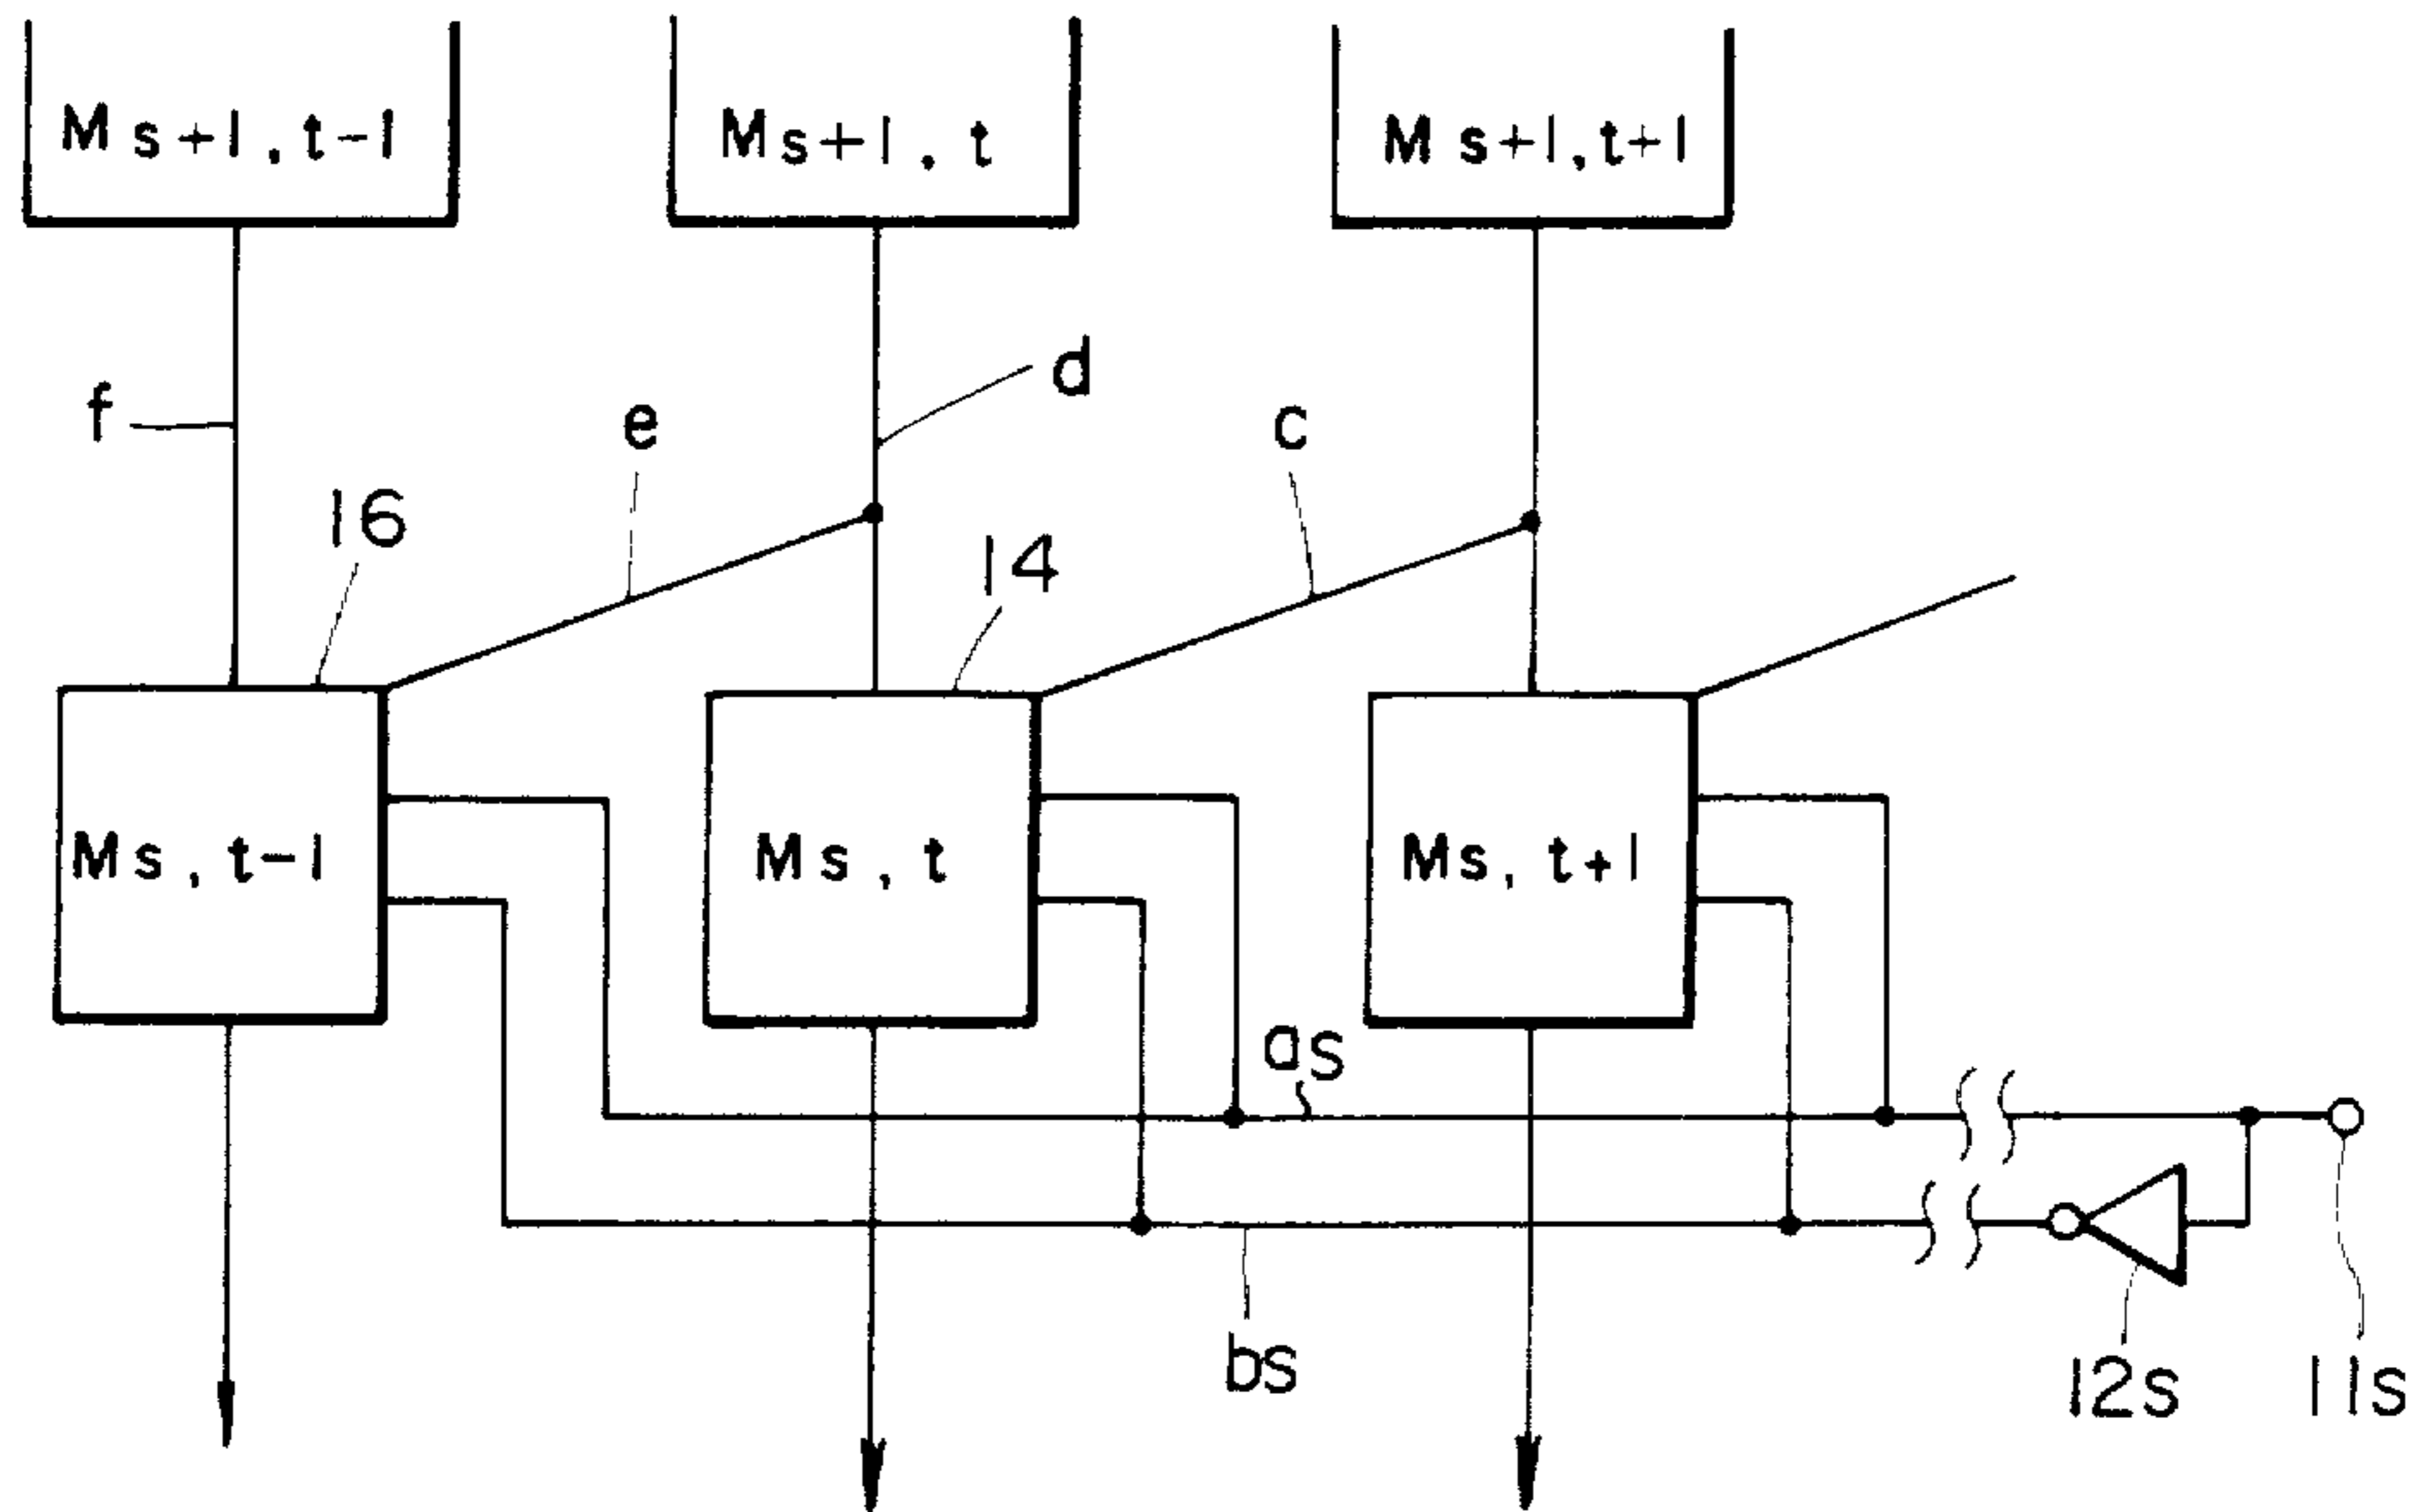 Ms+1,t-1
Ms+1,t
Ms+1,t+1
d
f
e
c
16
14
Ms,t-1
Ms,t
Ms,t+1
as
bs
12s
11s